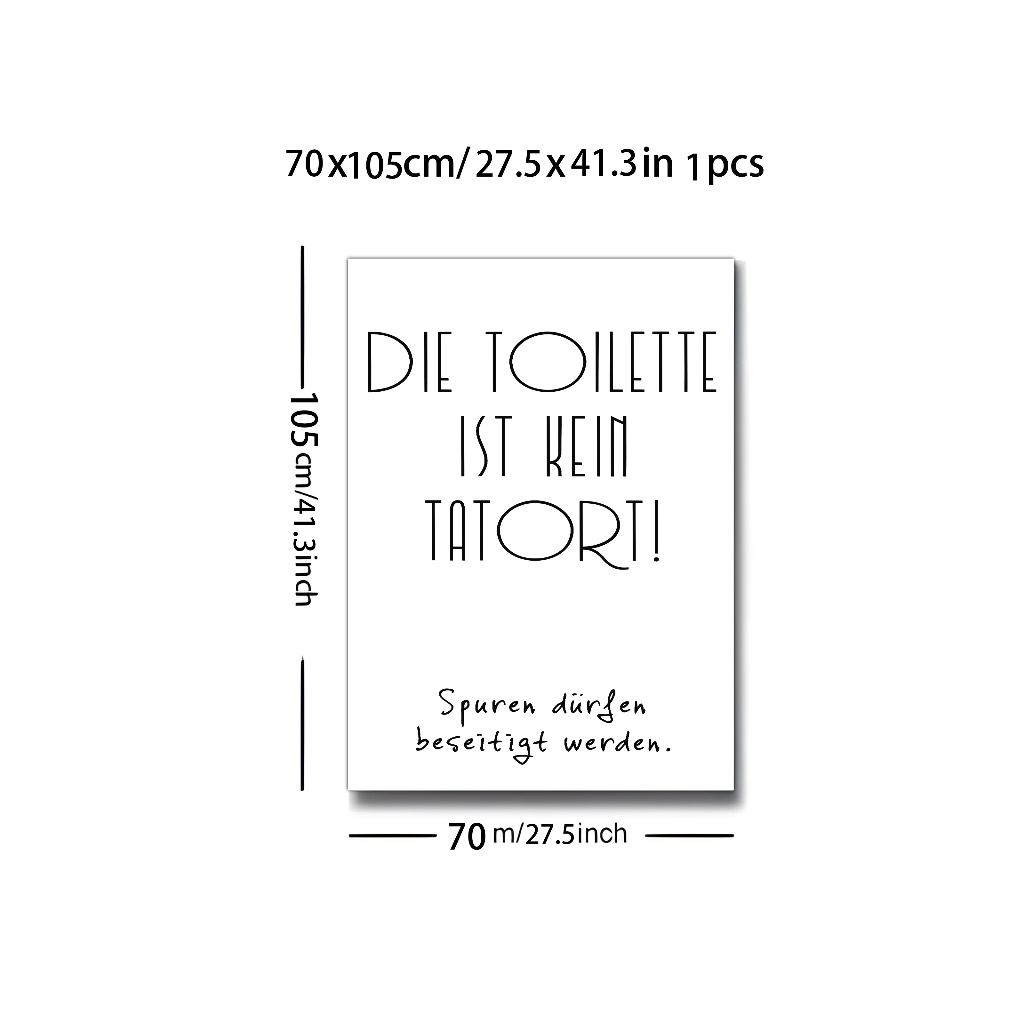 70x105cm/27.5x41.3in 1pcs
105cm/41.3inch
DIE TOILETTE
IST KEIN
TATORT!
Spuren dürfen
beseitigt werden.
70 m/27.5inch